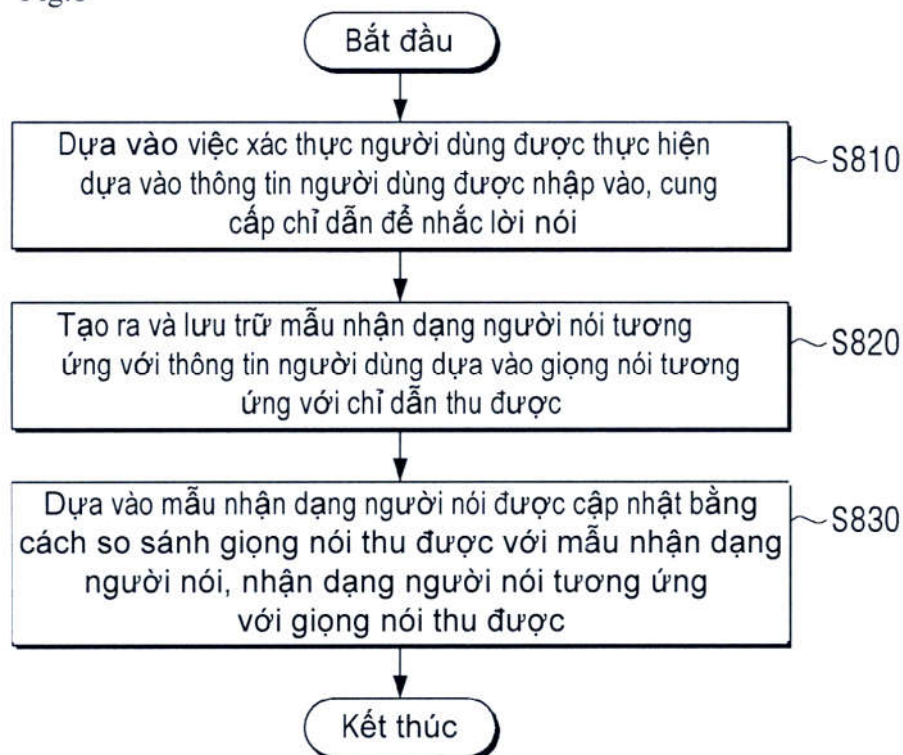 Bắt đầu
Dựa vào việc xác thực người dùng được thực hiện
dựa vào thông tin người dùng được nhập vào, cung
cấp chỉ dẫn để nhắc lời nói
S810
Tạo ra và lưu trữ mẫu nhận dạng người nói tương
ứng với thông tin người dùng dựa vào giọng nói tương
ứng với chỉ dẫn thu được
S820
Dựa vào mẫu nhận dạng người nói được cập nhật bằng
cách so sánh giọng nói thu được với mẫu nhận dạng
người nói, nhận dạng người nói tương ứng
với giọng nói thu được
S830
Kết thúc